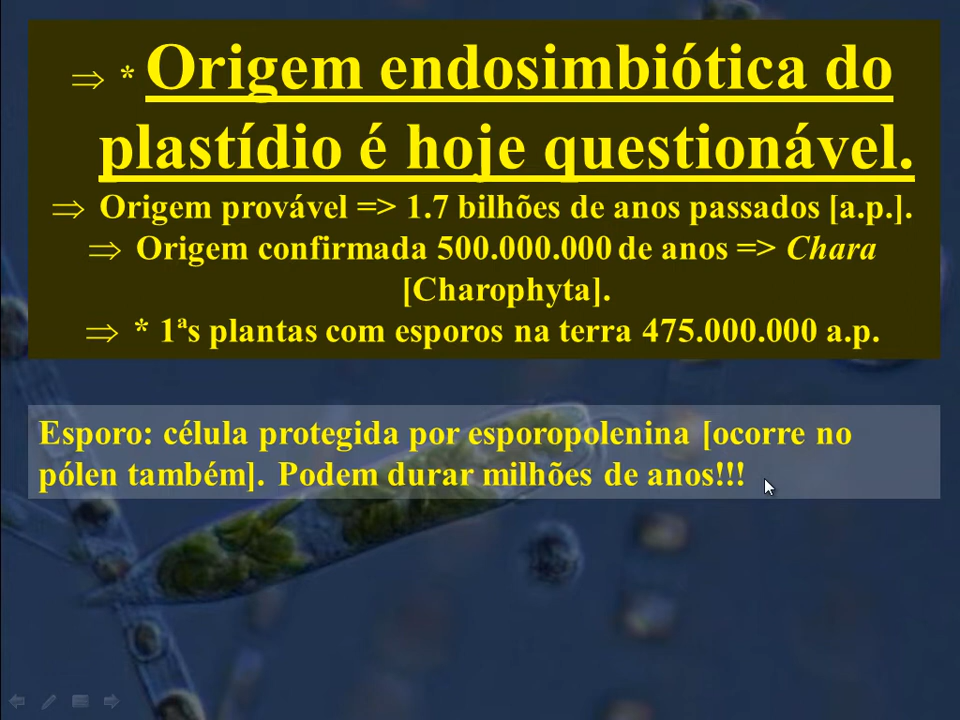 ⇒ * Origem endosimbiótica do
plastídio é hoje questionável.
⇒ Origem provável => 1.7 bilhões de anos passados [a.p.].
⇒ Origem confirmada 500.000.000 de anos => Chara
[Charophyta].
⇒ * 1ªs plantas com esporos na terra 475.000.000 a.p.
Esporo: célula protegida por esporopolenina [ocorre no
pólen também]. Podem durar milhões de anos!!!